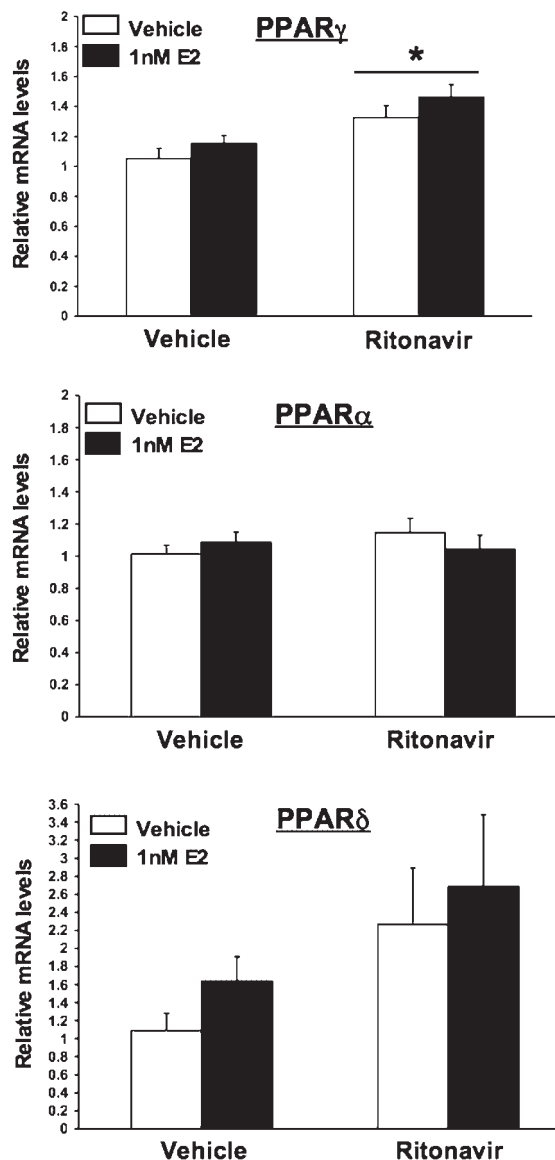 PPARγ
Vehicle
1nM E2
*
Relative mRNA levels
2
1.8
1.6
1.4
1.2
1
0.8
0.6
0.4
0.2
0
Vehicle Ritonavir
PPARα
Vehicle
1nM E2
Relative mRNA levels
2
1.8
1.6
1.4
1.2
1
0.8
0.6
0.4
0.2
0
Vehicle Ritonavir
PPARδ
Vehicle
1nM E2
Relative mRNA levels
3.6
3.4
3.2
3
2.8
2.6
2.4
2.2
2
1.8
1.6
1.4
1.2
1
0.8
0.6
0.4
0.2
0
Vehicle Ritonavir